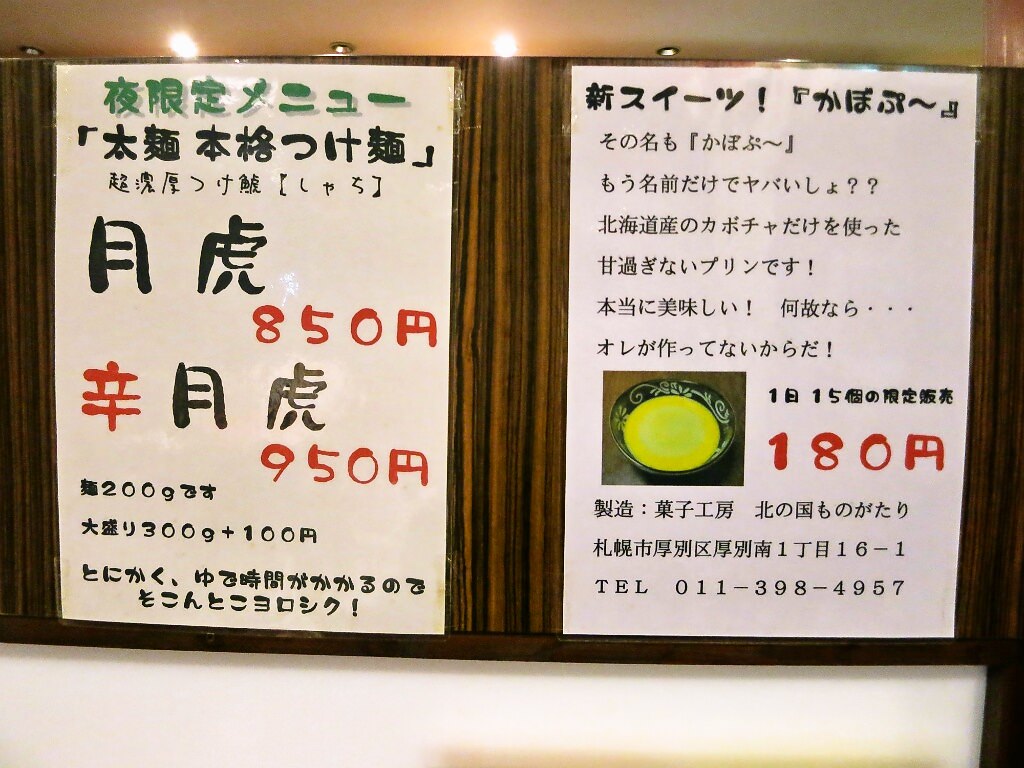 夜限定メニュー
「太麺 本格つけ麺」
超濃厚つけ鯱【しゃち】
月 虎
850円
辛月虎
950円
麺200gです
大盛り300g+100円
とにかく、ゆで時間がかかるので
そこんとこヨロシク!
新スイーツ!『かぼぷ〜』
その名も『かぼぷ〜』
もう名前だけでヤバいしょ??
北海道産のカボチャだけを使った
甘過ぎないプリンです!
本当に美味しい! 何故なら・・・
オレが作ってないからだ!
1日 15個の限定販売
180円
製造:菓子工房 北の国ものがたり
札幌市厚別区厚別南1丁目16-1
TEL 011-398-4957